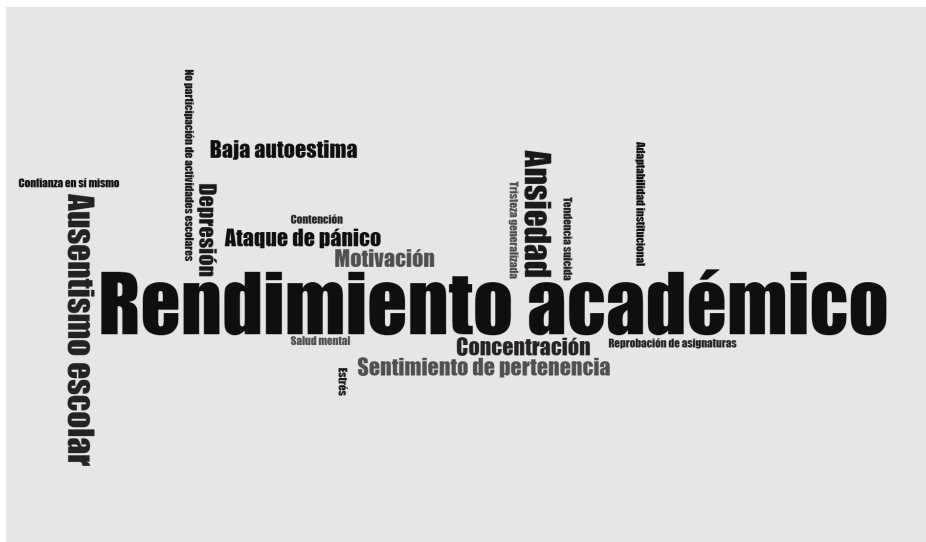 No participación de actividades escolares
Baja autoestima
Ansiedad
Adaptabilidad institucional
Confianza en sí mismo
Depresión
Tristeza generalizada
Ausentismo escolar
Tendencia suicida
Contención
Ataque de pánico
Motivación
Rendimiento académico
Salud mental
Concentración
Reprobación de asignaturas
Sentimiento de pertenencia
Estrés